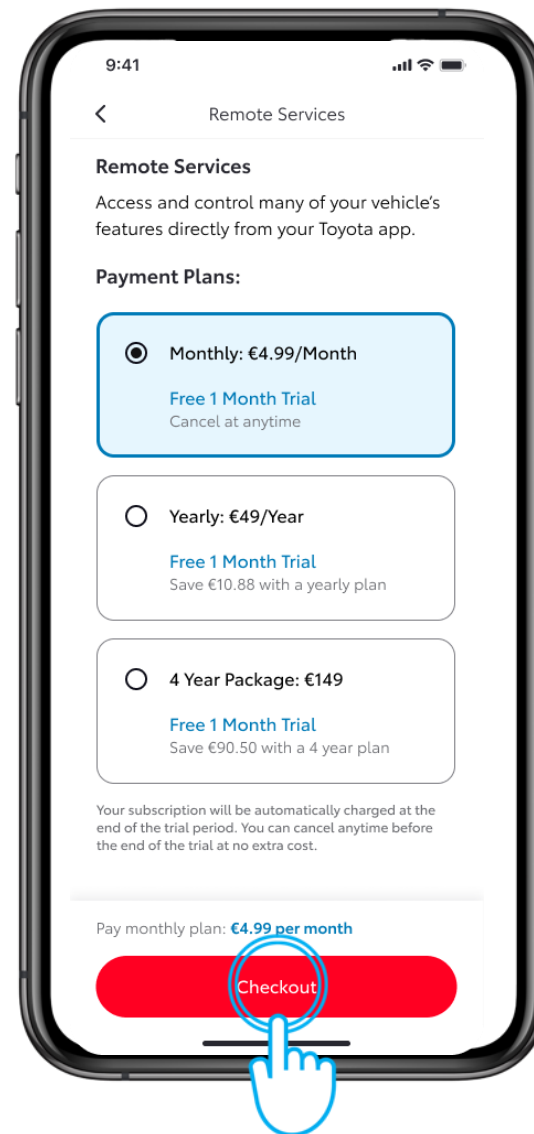 9:41
Remote Services
Remote Services
Access and control many of your vehicle's
features directly from your Toyota app.
Payment Plans:
Monthly: €4.99/Month
Free 1 Month Trial
Cancel at anytime
Yearly: €49/Year
Free 1 Month Trial
Save €10.88 with a yearly plan
4 Year Package: €149
Free 1 Month Trial
Save €90.50 with a 4 year plan
Your subscription will be automatically charged at the
end of the trial period. You can cancel anytime before
the end of the trial at no extra cost.
Pay monthly plan: €4.99 per month
Checkout